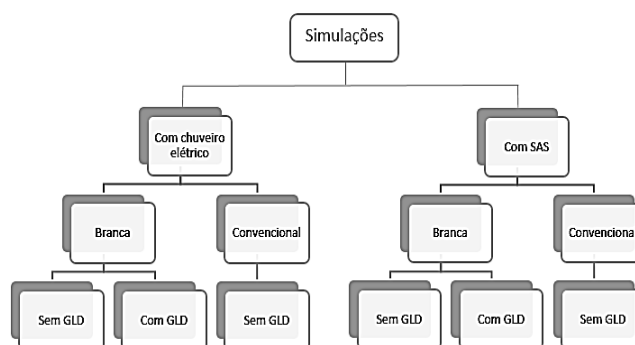 Simulações
Com chuveiro
elétrico
Com SAS
Branca
Convencional
Branca
Convenciona
Sem GLD
Com GLD
Sem GLD
Sem GLD
Com GLD
Sem GLD